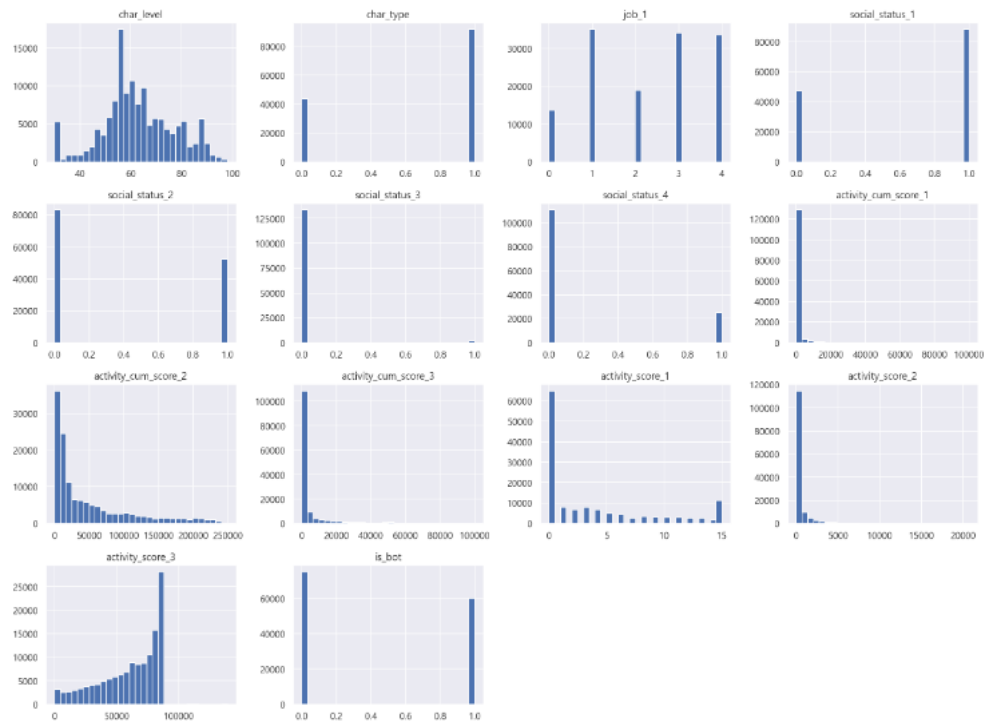 char_level
15000
10000
5000
0
40 60 80 100
char_type
80000
60000
40000
20000
0
0.0 0.2 0.4 0.6 0.8 1.0
job_1
30000
20000
10000
0
0 1 2 3 4
social_status_1
80000
60000
40000
20000
0
0.0 0.2 0.4 0.6 0.8 1.0
social_status_2
80000
60000
40000
20000
0
0.0 0.2 0.4 0.6 0.8 1.0
social_status_3
125000
100000
75000
50000
25000
0
0.0 0.2 0.4 0.6 0.8 1.0
social_status_4
100000
80000
60000
40000
20000
0
0.0 0.2 0.4 0.6 0.8 1.0
activity_cum_score_1
120000
100000
80000
60000
40000
20000
0
0 20000 40000 60000 80000 100000
activity_cum_score_2
30000
20000
10000
0
0 50000 100000 150000 200000 250000
activity_cum_score_3
100000
80000
60000
40000
20000
0
0 20000 40000 60000 80000 100000
activity_score_1
60000
50000
40000
30000
20000
10000
0
0 5 10 15
activity_score_2
120000
100000
80000
60000
40000
20000
0
0 5000 10000 15000 20000
activity_score_3
25000
20000
15000
10000
5000
0
0 50000 100000
is_bot
60000
40000
20000
0
0.0 0.2 0.4 0.6 0.8 1.0